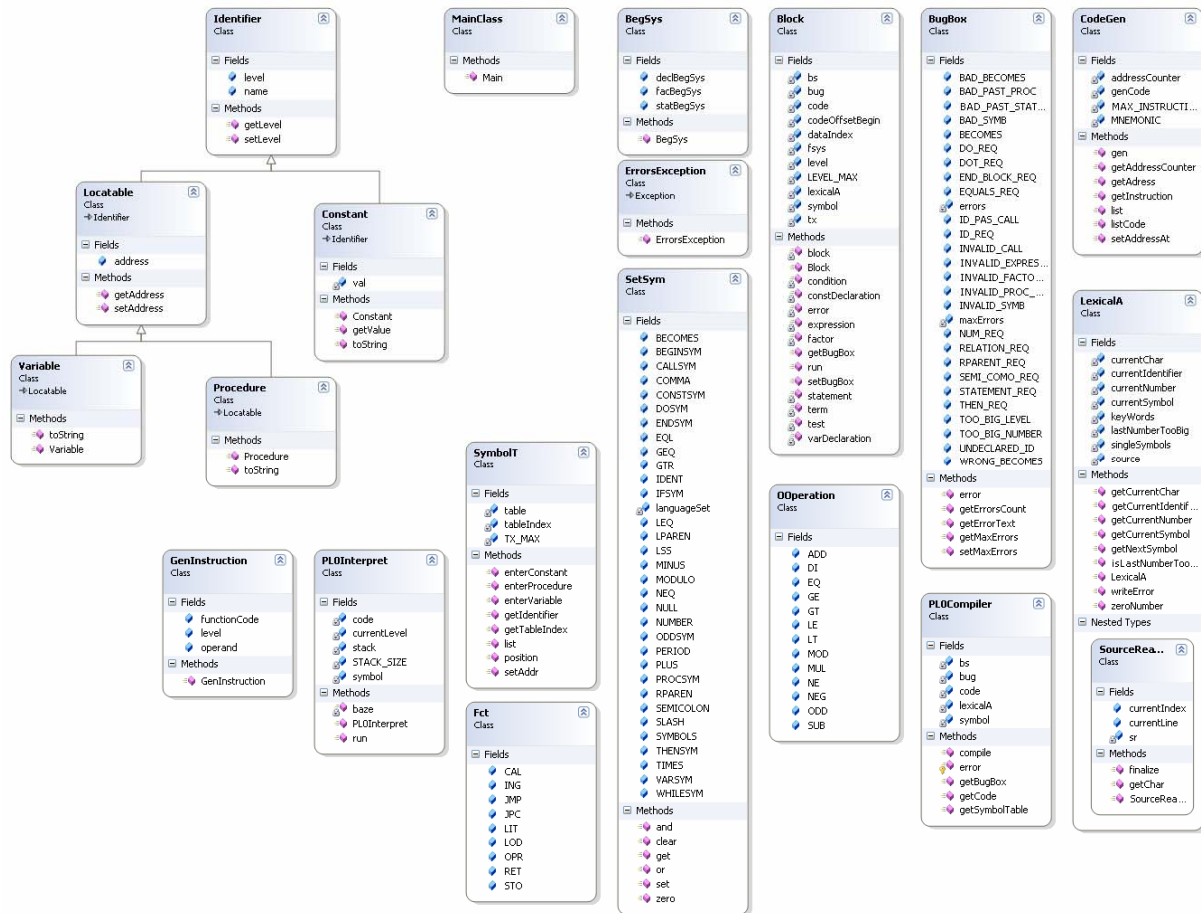 Identifier
Class
Fields
level
name
Methods
getLevel
setLevel
Locatable
Class
Identifier
Fields
address
Methods
getAddress
setAddress
Constant
Class
Identifier
Fields
val
Methods
Constant
getValue
toString
Variable
Class
Locatable
Methods
toString
Variable
Procedure
Class
Locatable
Methods
Procedure
toString
MainClass
Class
Methods
Main
GenInstruction
Class
Fields
functionCode
level
operand
Methods
GenInstruction
PL0Interpret
Class
Fields
code
currentLevel
stack
STACK_SIZE
symbol
Methods
baze
PL0Interpret
run
SymbolT
Class
Fields
table
tableIndex
TX_MAX
Methods
enterConstant
enterProcedure
enterVariable
getIdentifier
getTableIndex
list
position
setAddr
Fct
Class
Fields
CAL
ING
JMP
JPC
LIT
LOD
OPR
RET
STO
BegSys
Class
Fields
declBegSys
facBegSys
statBegSys
Methods
BegSys
ErrorsException
Class
Exception
Methods
ErrorsException
SetSym
Class
Fields
BECOMES
BEGINSYM
CALLSYM
COMMA
CONSTSYM
DOSYM
ENDSYM
EQL
GEQ
GTR
IDENT
IFSYM
languageSet
LEQ
LPAREN
LSS
MINUS
MODULO
NEQ
NULL
NUMBER
ODDSYM
PERIOD
PLUS
PROCSYM
RPAREN
SEMICOLON
SLASH
SYMBOLS
THENSYM
TIMES
VARSYM
WHILESYM
Methods
and
clear
get
or
set
zero
Block
Class
Fields
bs
bug
code
codeOffsetBegin
dataIndex
fsys
level
LEVEL_MAX
lexicalA
symbol
tx
Methods
block
Block
condition
constDeclaration
error
expression
factor
getBugBox
run
setBugBox
statement
term
test
varDeclaration
OOperation
Class
Fields
ADD
DI
EQ
GE
GT
LE
LT
MOD
MUL
NE
NEG
ODD
SUB
BugBox
Class
Fields
BAD_BECOMES
BAD_PAST_PROC
BAD_PAST_STAT...
BAD_SYMB
BECOMES
DO_REQ
DOT_REQ
END_BLOCK_REQ
EQUALS_REQ
errors
ID_PAS_CALL
ID_REQ
INVALID_CALL
INVALID_EXPRES...
INVALID_FACTO...
INVALID_PROC_...
INVALID_SYMB
maxErrors
NUM_REQ
RELATION_REQ
RPARENT_REQ
SEMI_COMO_REQ
STATEMENT_REQ
THEN_REQ
TOO_BIG_LEVEL
TOO_BIG_NUMBER
UNDECLARED_ID
WRONG_BECOMES
Methods
error
getErrorsCount
getErrorText
getMaxErrors
setMaxErrors
PL0Compiler
Class
Fields
bs
bug
code
lexicalA
symbol
Methods
compile
error
getBugBox
getCode
getSymbolTable
CodeGen
Class
Fields
addressCounter
genCode
MAX_INSTRUCTI...
MNEMONIC
Methods
gen
getAddressCounter
getAdress
getInstruction
list
listCode
setAddressAt
LexicalA
Class
Fields
currentChar
currentIdentifier
currentNumber
currentSymbol
keyWords
lastNumberTooBig
singleSymbols
source
Methods
getCurrentChar
getCurrentIdentif...
getCurrentNumber
getCurrentSymbol
getNextSymbol
isLastNumberToo...
LexicalA
writeError
zeroNumber
Nested Types
SourceRea...
Class
Fields
currentIndex
currentLine
sr
Methods
finalize
getChar
SourceRea...